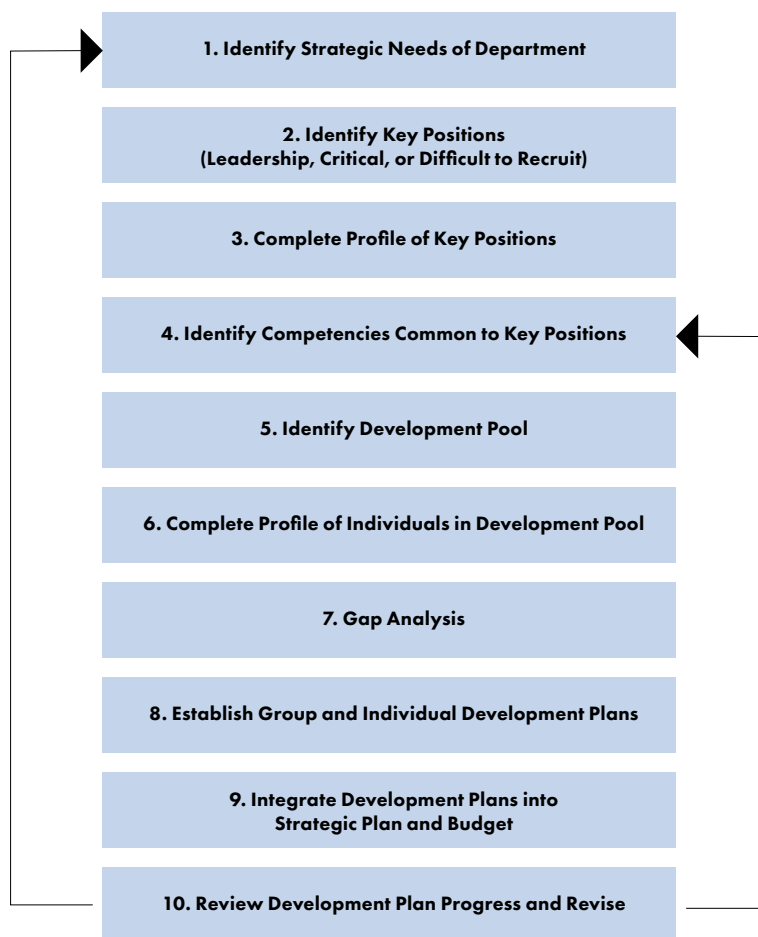 1. Identify Strategic Needs of Department
2. Identify Key Positions
(Leadership, Critical, or Difficult to Recruit)
3. Complete Profile of Key Positions
4. Identify Competencies Common to Key Positions
5. Identify Development Pool
6. Complete Profile of Individuals in Development Pool
7. Gap Analysis
8. Establish Group and Individual Development Plans
9. Integrate Development Plans into
Strategic Plan and Budget
10. Review Development Plan Progress and Revise